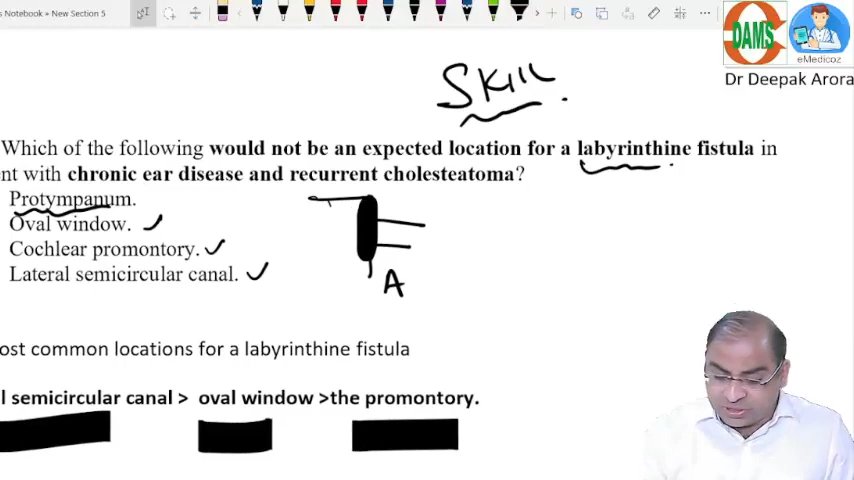 s Notebook » New Section 5
DAMS
eMedicoz
Dr Deepak Arora
Skill.
Which of the following would not be an expected location for a labyrinthine fistula in
nt with chronic ear disease and recurrent cholesteatoma?
Protympanum.
Oval window.
Cochlear promontory.
Lateral semicircular canal.
A
ost common locations for a labyrinthine fistula
l semicircular canal > oval window >the promontory.